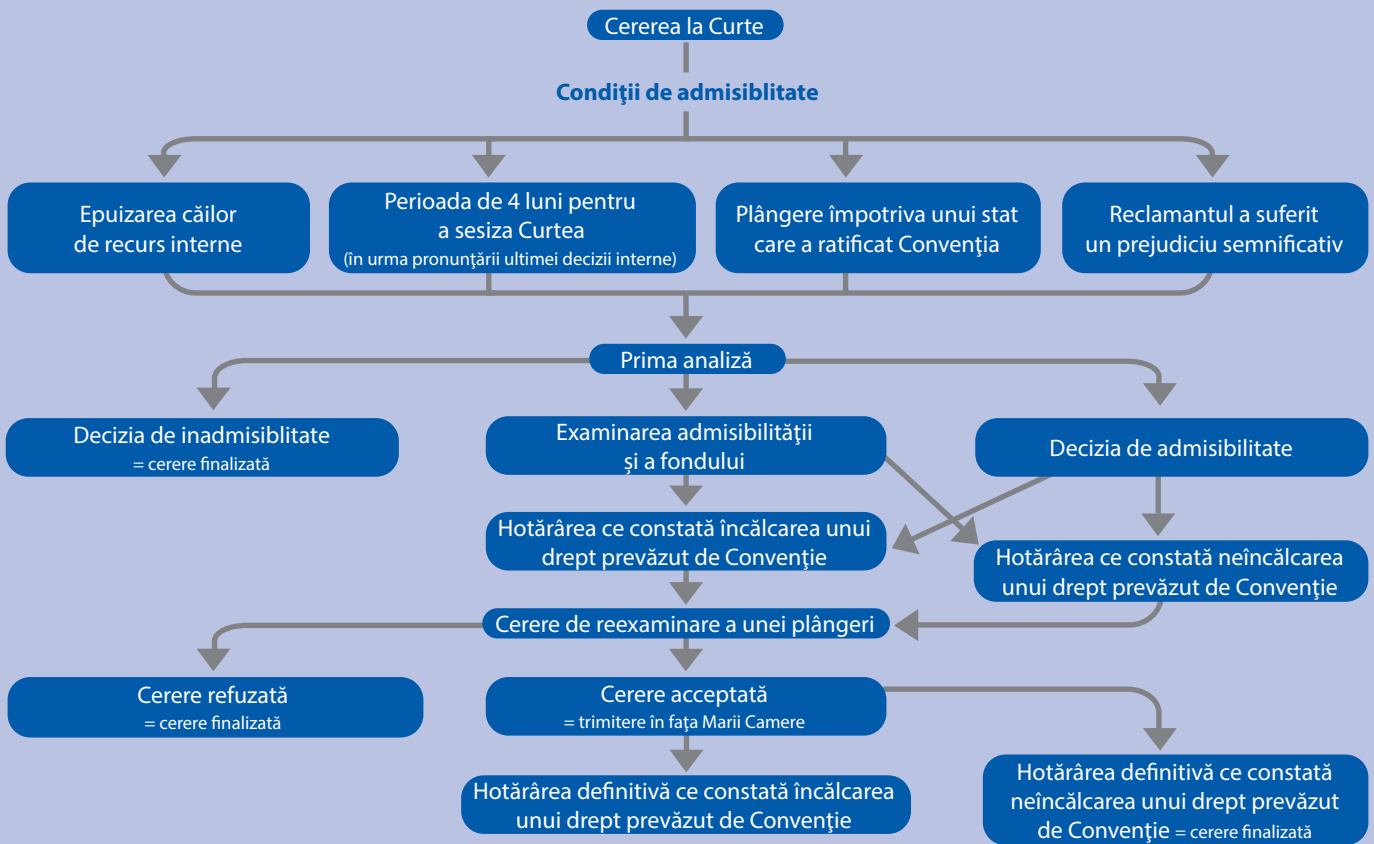 Cererea la Curte
Condiţii de admisiblitate
Epuizarea căilor
de recurs interne
Perioada de 4 luni pentru
a sesiza Curtea
(în urma pronunţării ultimei decizii interne)
Plângere împotriva unui stat
care a ratificat Convenţia
Reclamantul a suferit
un prejudiciu semnificativ
Prima analiză
Decizia de inadmisiblitate
= cerere finalizată
Examinarea admisibilităţii
și a fondului
Decizia de admisibilitate
Hotărârea ce constată încălcarea unui
drept prevăzut de Convenţie
Hotărârea ce constată neîncălcarea
unui drept prevăzut de Convenţie
Cerere de reexaminare a unei plângeri
Cerere refuzată
= cerere finalizată
Cerere acceptată
= trimitere în faţa Marii Camere
Hotărârea definitivă ce constată încălcarea
unui drept prevăzut de Convenţie
Hotărârea definitivă ce constată
neîncălcarea unui drept prevăzut
de Convenţie = cerere finalizată